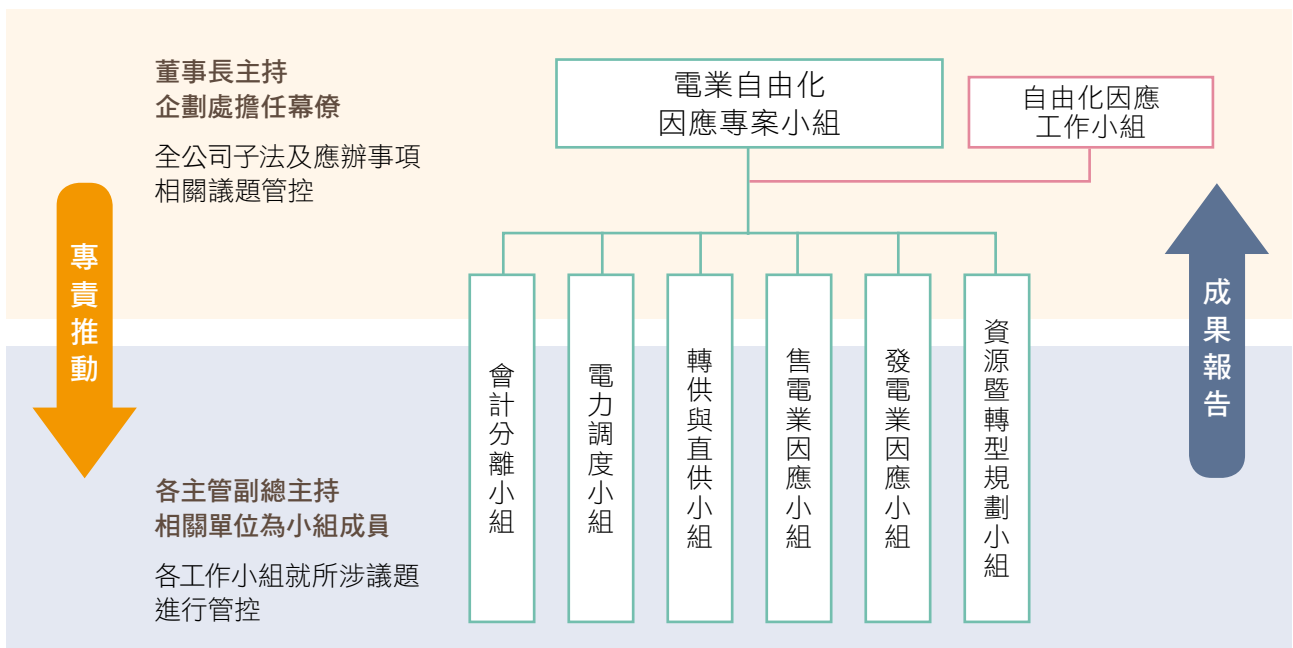 董事長主持
企劃處擔任幕僚
全公司子法及應辦事項
相關議題管控
電業自由化
因應專案小組
自由化因應
工作小組
專責推動
成果報告
會計分離小組
電力調度小組
轉供與直供小組
售電業因應小組
發電業因應小組
資源暨轉型規劃小組
各主管副總主持
相關單位為小組成員
各工作小組就所涉議題
進行管控